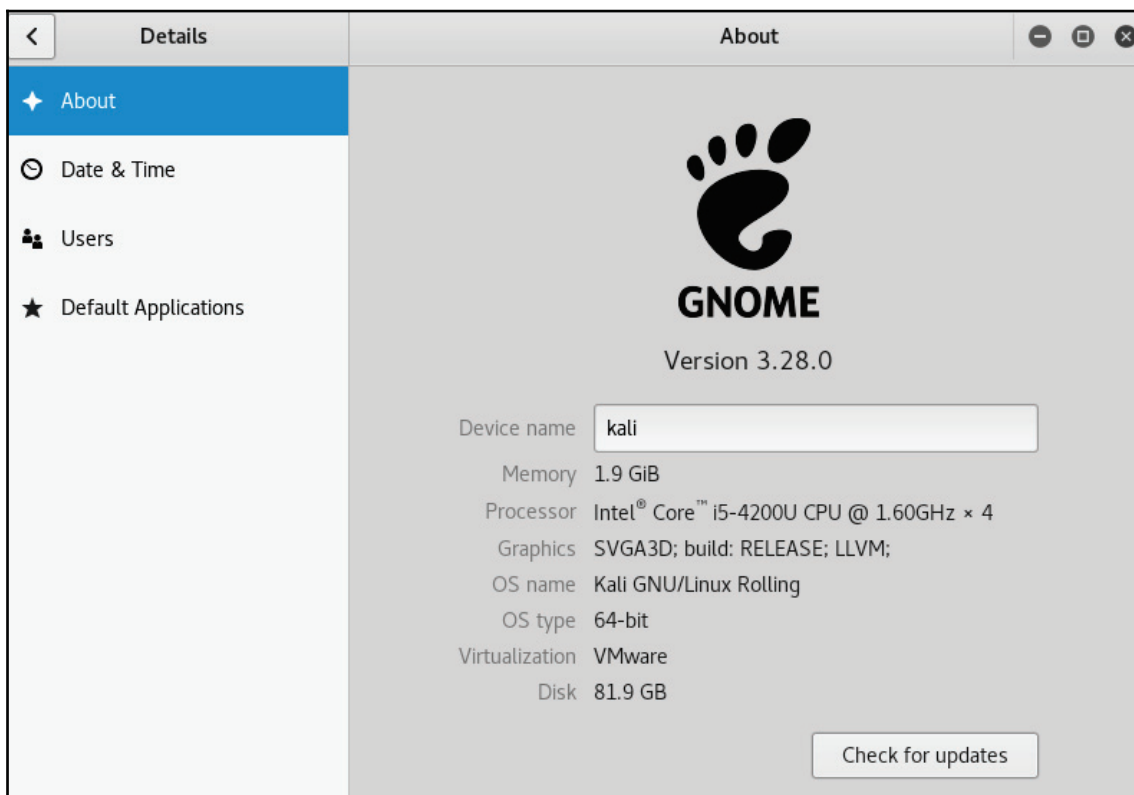 Details
About
About
Date & Time
Users
Default Applications
GNOME
Version 3.28.0
Device name kali
Memory 1.9 GiB
Processor Intel® Core™ i5-4200U CPU @ 1.60GHz × 4
Graphics SVGA3D; build: RELEASE; LLVM;
OS name Kali GNU/Linux Rolling
OS type 64-bit
Virtualization VMware
Disk 81.9 GB
Check for updates